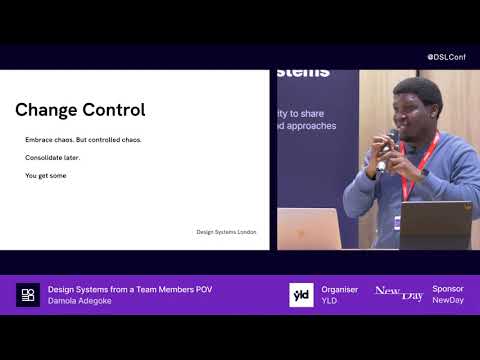 @DSLConf
Change Control
Embrace chaos. But controlled chaos.
Consolidate later.
You get some
Design Systems London
stems
ity to share
d approaches
Design Systems from a Team Members POV
Damola Adegoke
yld
Organiser
YLD
NewDay
Sponsor
NewDay